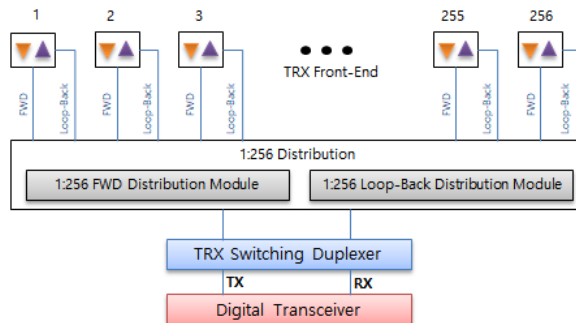 1 2 3 255 256
TRX Front-End
FWD Loop-Back FWD Loop-Back FWD Loop-Back FWD Loop-Back FWD Loop-Back
1:256 Distribution
1:256 FWD Distribution Module 1:256 Loop-Back Distribution Module
TRX Switching Duplexer
TX RX
Digital Transceiver